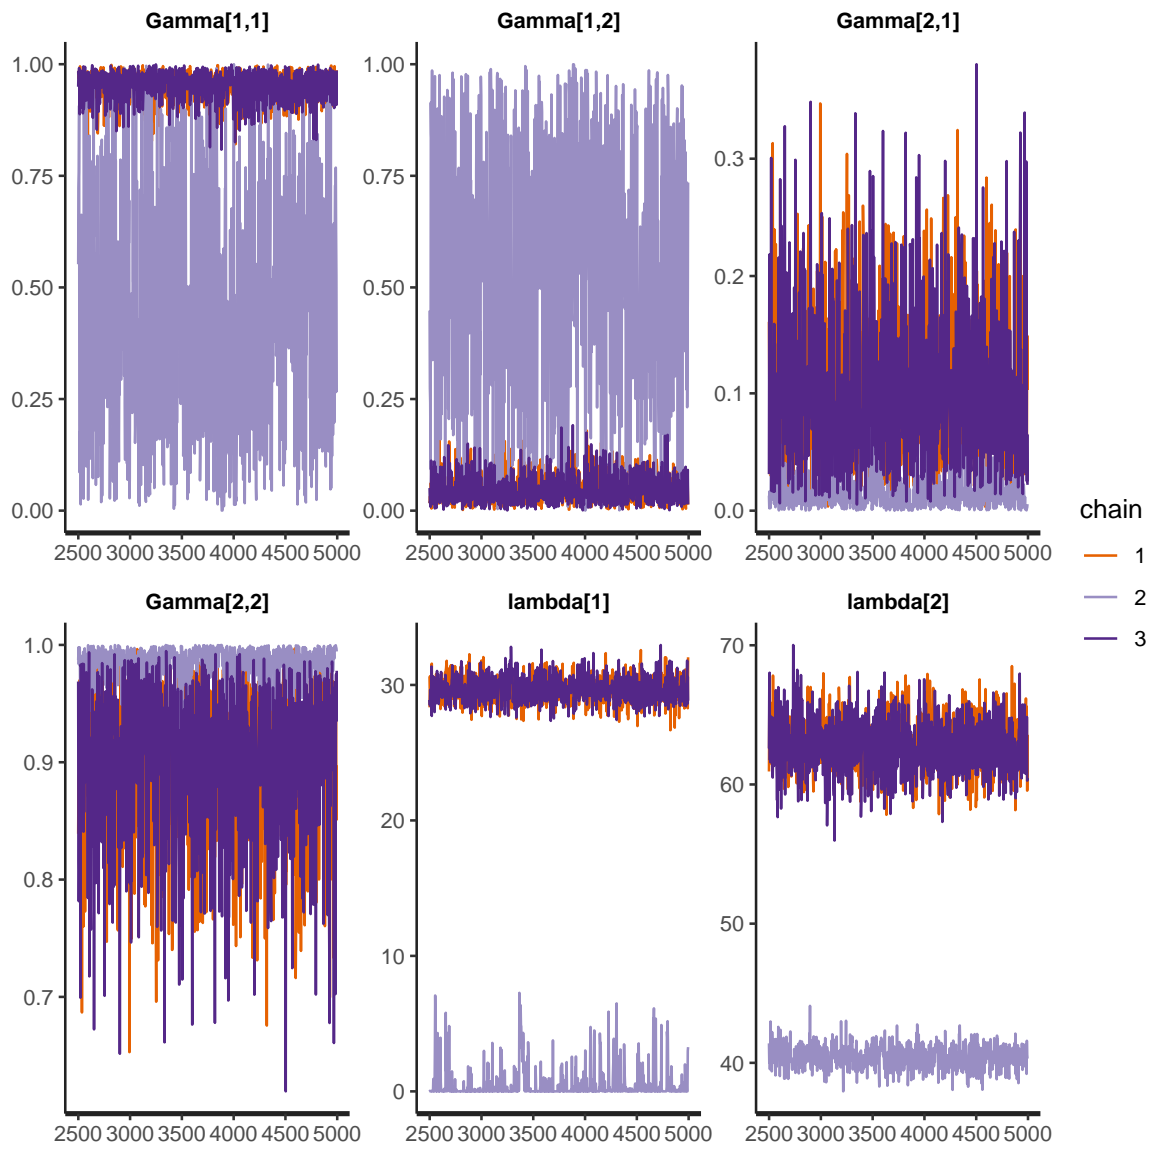 Gamma[1,1] Gamma[1,2] Gamma[2,1]
1.00 1.00
0.75 0.75 0.3
0.50 0.50 0.2
0.25 0.25 0.1
0.00 0.00 0.0
2500 3000 3500 4000 4500 5000 2500 3000 3500 4000 4500 5000 2500 3000 3500 4000 4500 5000
Gamma[2,2] lambda[1] lambda[2]
1.0 30 70
0.9 20 60
0.8 10 50
0.7 0 40
2500 3000 3500 4000 4500 5000 2500 3000 3500 4000 4500 5000 2500 3000 3500 4000 4500 5000
chain
1
2
3